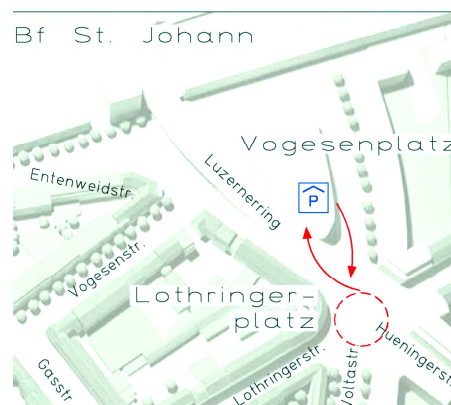 Bf St. Johann
Vogesenplatz
Luzernerring
Entenweidstr.
P
Vogesenstr.
Lothringer-
platz
Hueningerstr.
Gasstr.
Lothringerstr.
Voltastr.